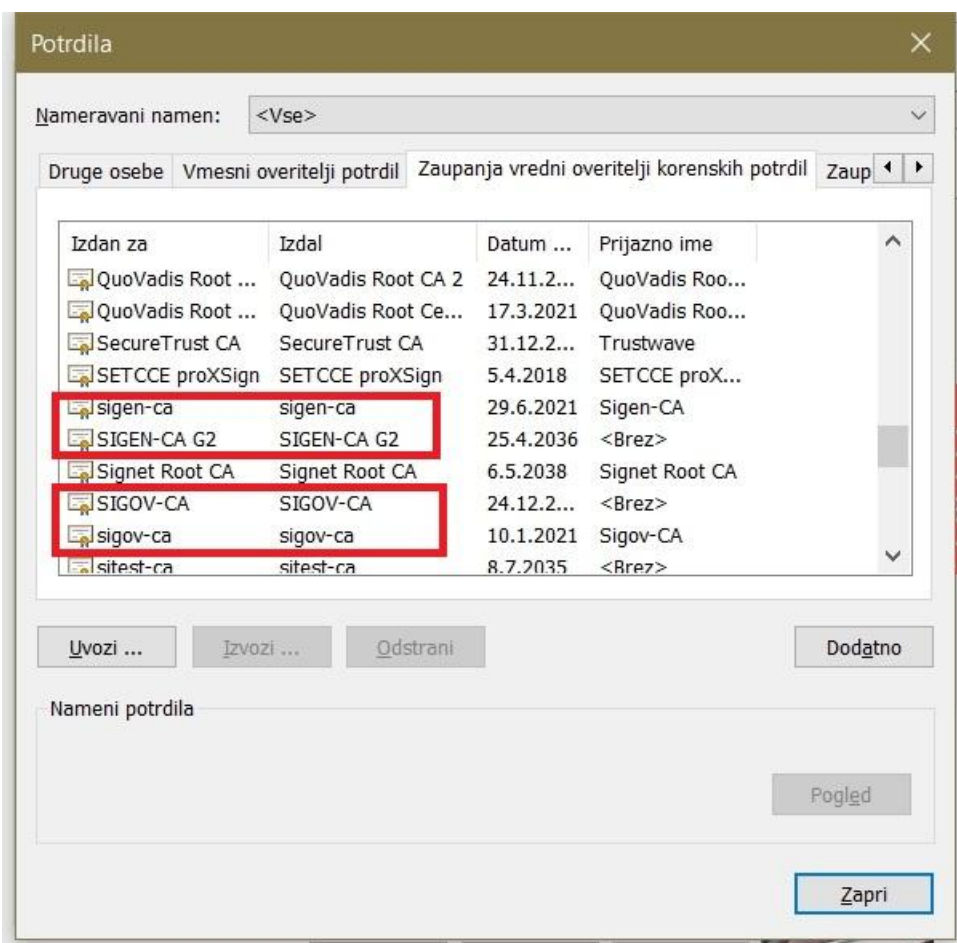 Potrdila
Nameravani namen: <Vse>
Druge osebe Vmesni overitelji potrdil Zaupanja vredni overitelji korenskih potrdil Zaup
Izdan za Izdal Datum ... Prijazno ime
QuoVadis Root ... QuoVadis Root CA 2 24.11.2... QuoVadis Roo...
QuoVadis Root ... QuoVadis Root Ce... 17.3.2021 QuoVadis Roo...
SecureTrust CA SecureTrust CA 31.12.2... Trustwave
SETCCE proXSign SETCCE proXSign 5.4.2018 SETCCE proX...
sigen-ca sigen-ca 29.6.2021 Sigen-CA
SIGEN-CA G2 SIGEN-CA G2 25.4.2036 <Brez>
Signet Root CA Signet Root CA 6.5.2038 Signet Root CA
SIGOV-CA SIGOV-CA 24.12.2... <Brez>
sigov-ca sigov-ca 10.1.2021 Sigov-CA
sitest-ca sitest-ca 8.7.2035 <Brez>
Uvozi ... Izvozi ... Odstrani Dodatno
Nameni potrdila
Pogled
Zapri